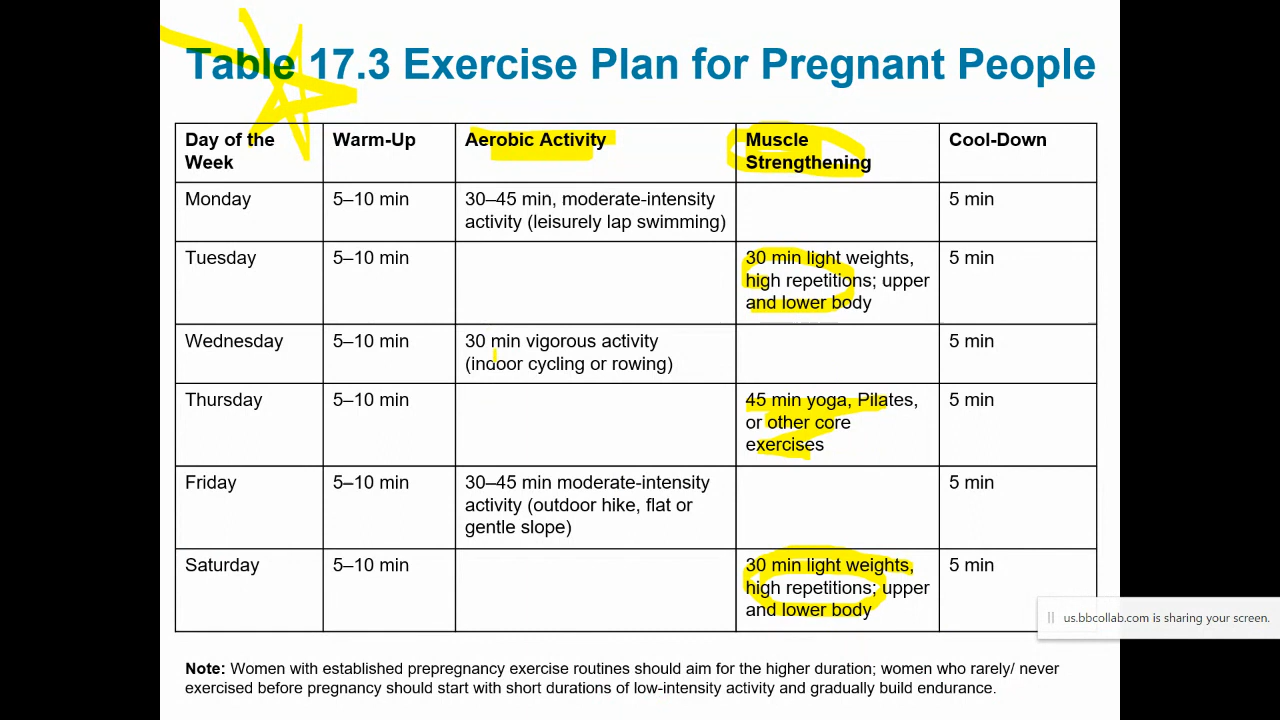 Table 17.3 Exercise Plan for Pregnant People
Day of the Week Warm-Up Aerobic Activity Muscle Strengthening Cool-Down
Monday 5–10 min 30–45 min, moderate-intensity activity (leisurely lap swimming) 5 min
Tuesday 5–10 min 30 min light weights, high repetitions; upper and lower body 5 min
Wednesday 5–10 min 30 min vigorous activity (indoor cycling or rowing) 5 min
Thursday 5–10 min 45 min yoga, Pilates, or other core exercises 5 min
Friday 5–10 min 30–45 min moderate-intensity activity (outdoor hike, flat or gentle slope) 5 min
Saturday 5–10 min 30 min light weights, high repetitions; upper and lower body 5 min
us.bbcollab.com is sharing your screen.
Note: Women with established prepregnancy exercise routines should aim for the higher duration; women who rarely/ never
exercised before pregnancy should start with short durations of low-intensity activity and gradually build endurance.